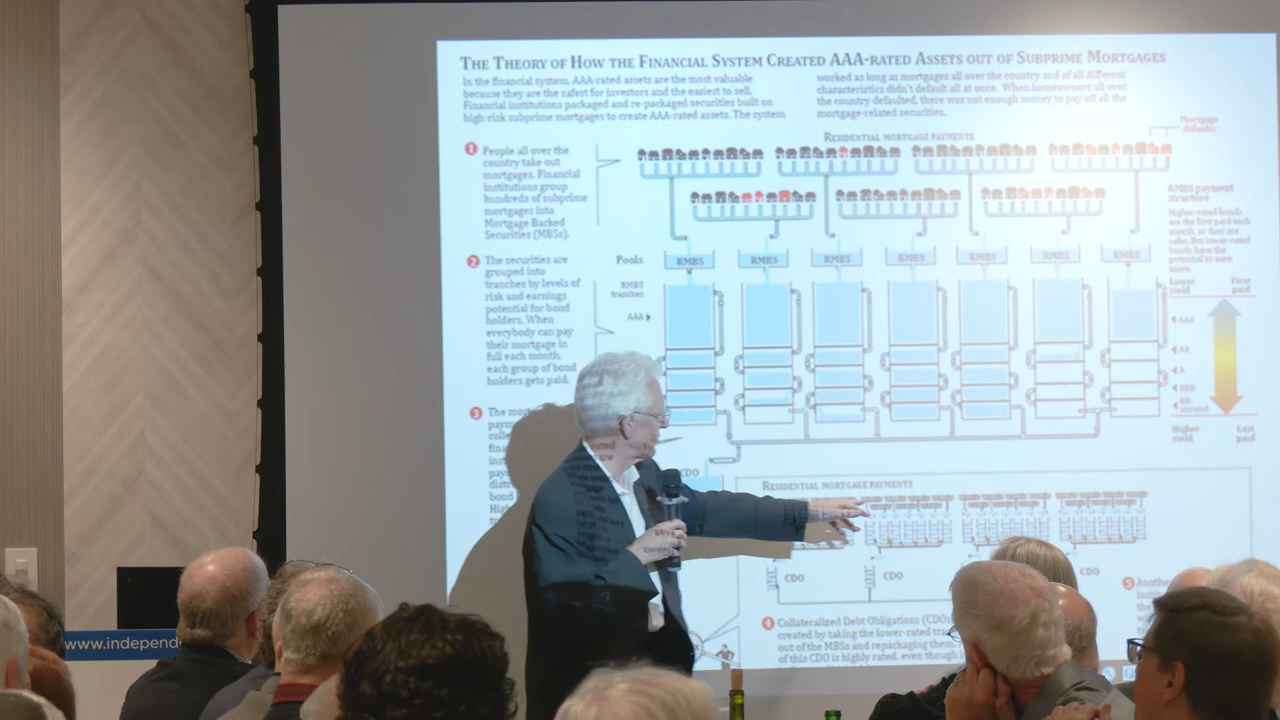 THE THEORY OF HOW THE FINANCIAL SYSTEM CREATED AAA-RATED ASSETS OUT OF SUBPRIME MORTGAGES
In the financial system, AAA-rated assets are the most valuable
because they are the safest for investors and the easiest to sell.
Financial institutions packaged and re-packaged securities built on
high-risk subprime mortgages to create AAA-rated assets. The system
worked as long as mortgages all over the country and of all different
characteristics didn't default all at once. When homeowners all over
the country defaulted, there was not enough money to pay off all the
mortgage-related securities.
RESIDENTIAL MORTGAGE PAYMENTS
Mortgage
defaults
1 People all over the
country take out
mortgages. Financial
institutions group
hundreds of subprime
mortgages into
Mortgage Backed
Securities (MBSs).
2 The securities are
grouped into
tranches by levels of
risk and earnings
potential for bond
holders. When
everybody can pay
their mortgage in
full each month,
each group of bond
holders gets paid.
Pools
RMBS RMBS RMBS RMBS RMBS RMBS RMBS
RMBS
tranches
AAA
RMBS payment
structure
Higher-rated bonds
are the first paid each
month, so they are
safer. But lower-rated
bonds have the
potential to earn
more.
Lower
yield
First
paid
AAA
AA
A
BBB
Higher
yield
Last
paid
3 The
CDO
RESIDENTIAL MORTGAGE PAYMENTS
CDO
CDO
CDO
4 Collateralized Debt Obligations
created by taking the lower-rated
out of the MBSs and repackaging them.
of this CDO is highly rated, even though
5
www.independ